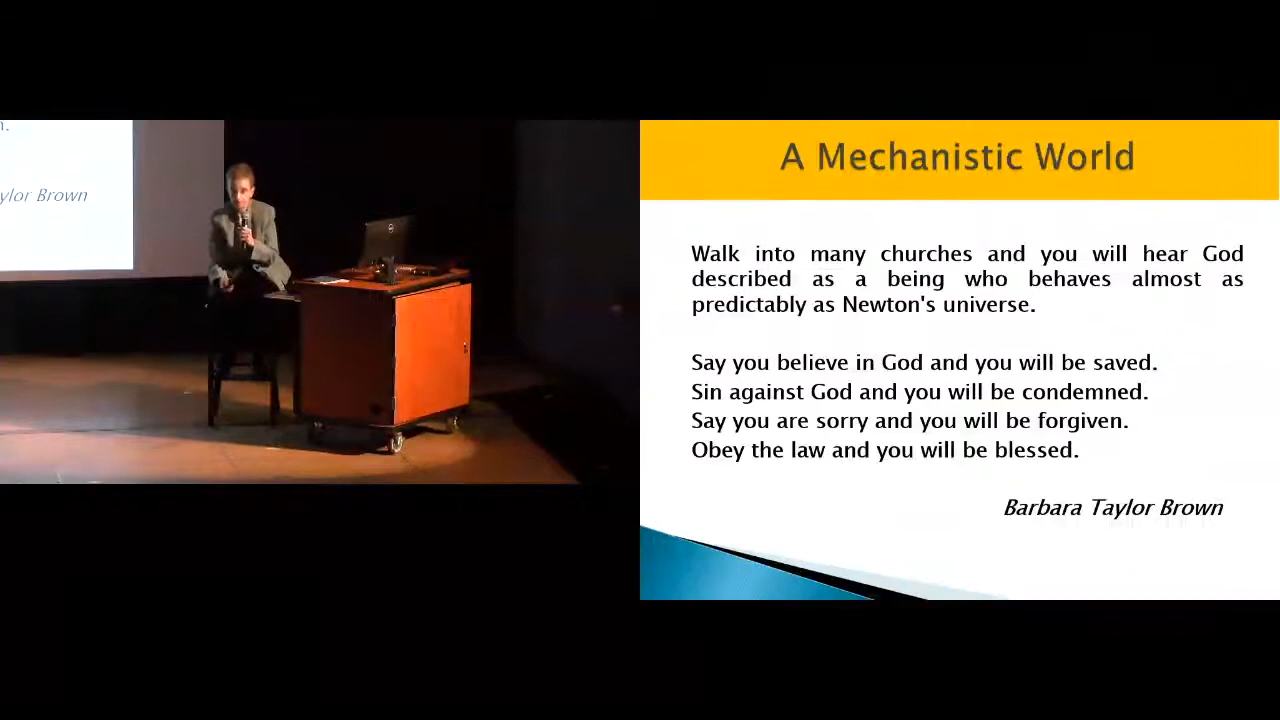 n.
ylor Brown
A Mechanistic World
Walk into many churches and you will hear God
described as a being who behaves almost as
predictably as Newton's universe.
Say you believe in God and you will be saved.
Sin against God and you will be condemned.
Say you are sorry and you will be forgiven.
Obey the law and you will be blessed.
Barbara Taylor Brown